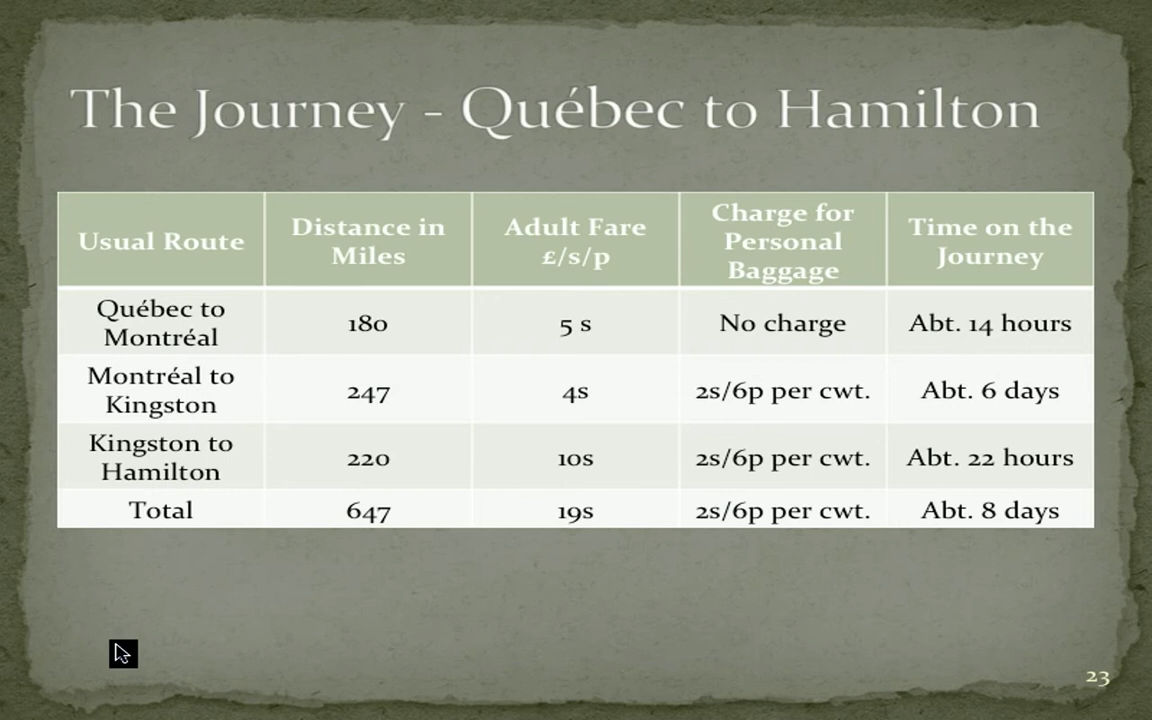 The Journey - Québec to Hamilton
Usual Route
Distance in
Miles
Adult Fare
£/s/p
Charge for
Personal
Baggage
Time on the
Journey
Québec to
Montréal
180
5 s
No charge
Abt. 14 hours
Montréal to
Kingston
247
4s
2s/6p per cwt.
Abt. 6 days
Kingston to
Hamilton
220
10s
2s/6p per cwt.
Abt. 22 hours
Total
647
19s
2s/6p per cwt.
Abt. 8 days
23